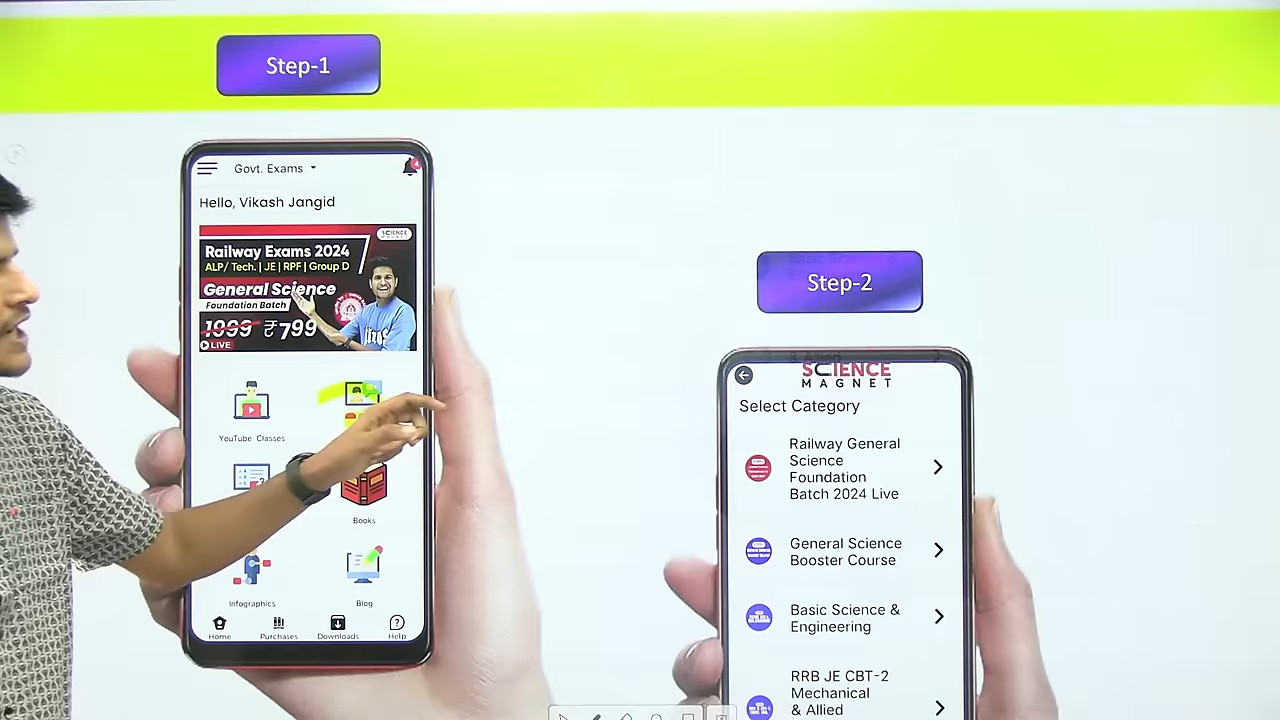 Step-1
Govt. Exams
4
Hello, Vikash Jangid
SCIENCE
MAGNET
Railway Exams 2024
ALP/ Tech. | JE | RPF | Group D
General Science
Foundation Batch
1999 ₹799
LIVE
YouTube Classes
Books
Infographics
Blog
Home
Purchases
Downloads
Help
Step-2
SCIENCE
MAGNET
Select Category
Railway General
Science
Foundation
Batch 2024 Live
General Science
Booster Course
Basic Science &
Engineering
RRB JE CBT-2
Mechanical
& Allied